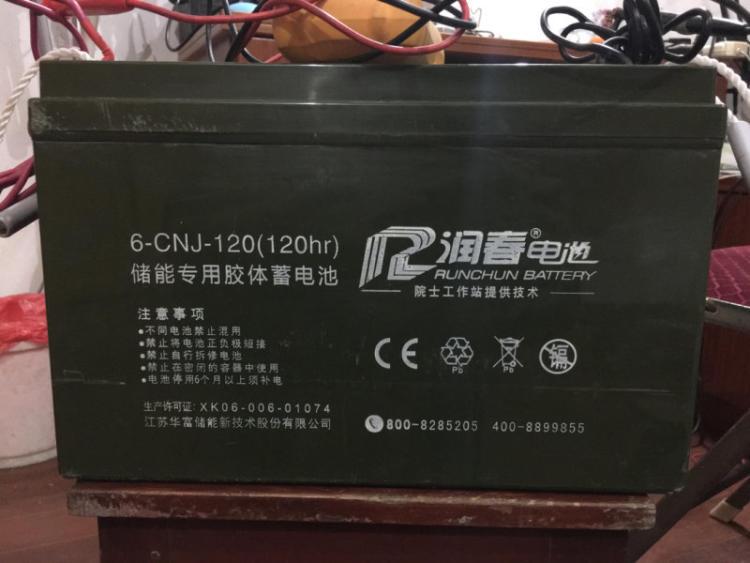 6-CNJ-120(120hr)
储能专用胶体蓄电池
润春电池®
RUNCHUN BATTERY
院士工作站提供技术
注意事项
●不同电池禁止混用
●禁止将电池正负极短接
●禁止自行拆修电池
●禁止在密闭的容器中使用
●电池停用6个月以上须补电
CE
Pb
Pb
镉
生产许可证: XK06-006-01074
江苏华富储能新技术股份有限公司
800-8285205 400-8899855